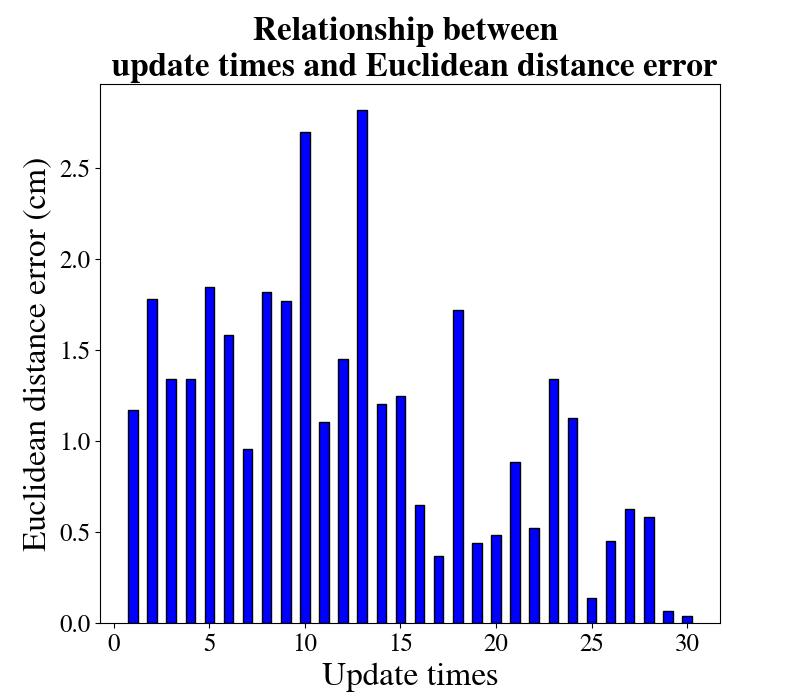 Relationship between
update times and Euclidean distance error
Euclidean distance error (cm)
2.5
2.0
1.5
1.0
0.5
0.0
0 5 10 15 20 25 30
Update times